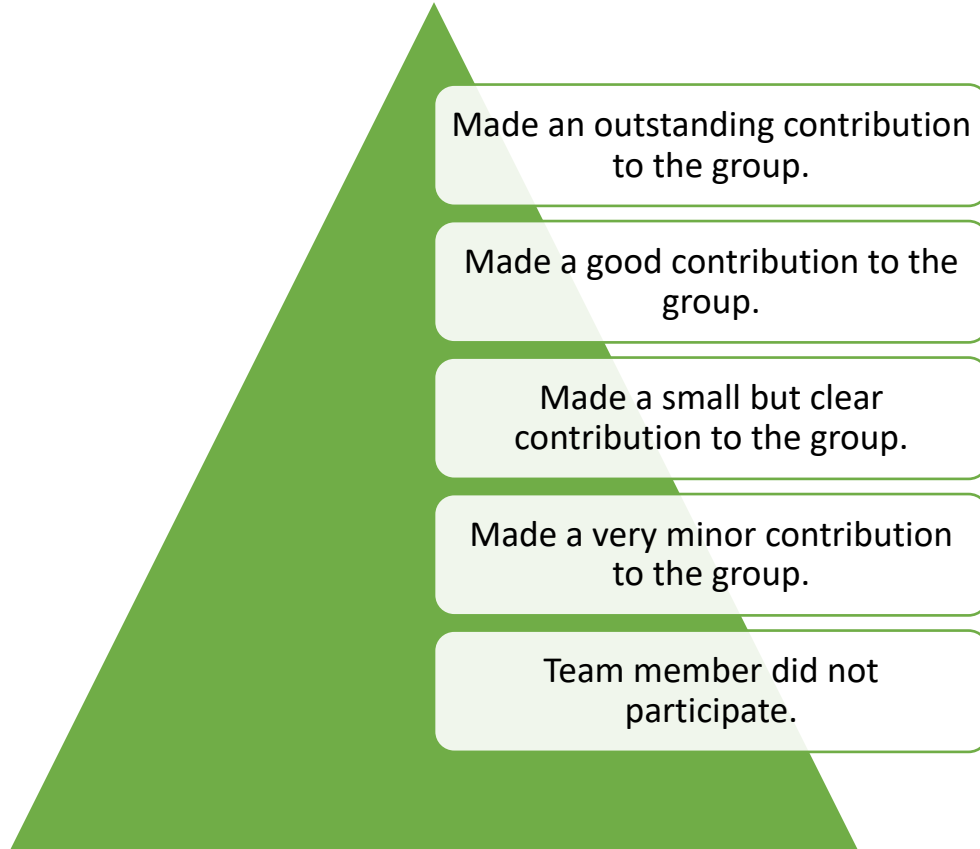 Made an outstanding contribution
to the group.
Made a good contribution to the
group.
Made a small but clear
contribution to the group.
Made a very minor contribution
to the group.
Team member did not
participate.